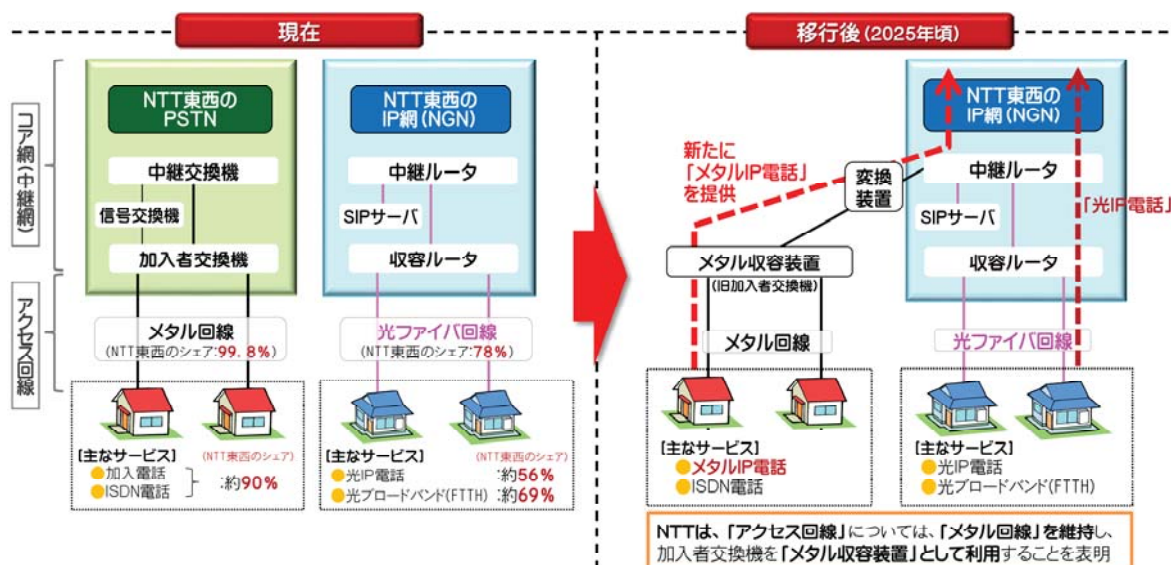 現在
コア網(中継網)
アクセス回線
NTT東西の
PSTN
中継交換機
信号交換機
加入者交換機
メタル回線
(NTT東西のシェア:99.8%)
[主なサービス]
(NTT東西のシェア)
●加入電話
●ISDN電話
:約90%
NTT東西の
IP網(NGN)
中継ルータ
SIPサーバ
収容ルータ
光ファイバ回線
(NTT東西のシェア:78%)
[主なサービス]
(NTT東西のシェア)
●光IP電話 :約56%
●光ブロードバンド(FTTH) :約69%
移行後(2025年頃)
NTT東西の
IP網(NGN)
新たに
「メタルIP電話」
を提供
変換
装置
中継ルータ
SIPサーバ
「光IP電話」
収容ルータ
メタル収容装置
(旧加入者交換機)
メタル回線
光ファイバ回線
[主なサービス]
●メタルIP電話
●ISDN電話
[主なサービス]
●光IP電話
●光ブロードバンド(FTTH)
NTTは、「アクセス回線」については、「メタル回線」を維持し、
加入者交換機を「メタル収容装置」として利用することを表明